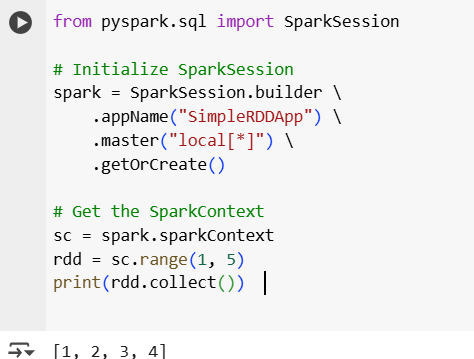 from pyspark.sql import SparkSession
# Initialize SparkSession
spark = SparkSession.builder \
    .appName("SimpleRDDApp") \
    .master("local[*]") \
    .getOrCreate()
# Get the SparkContext
sc = spark.sparkContext
rdd = sc.range(1, 5)
print(rdd.collect())
[1, 2, 3, 4]